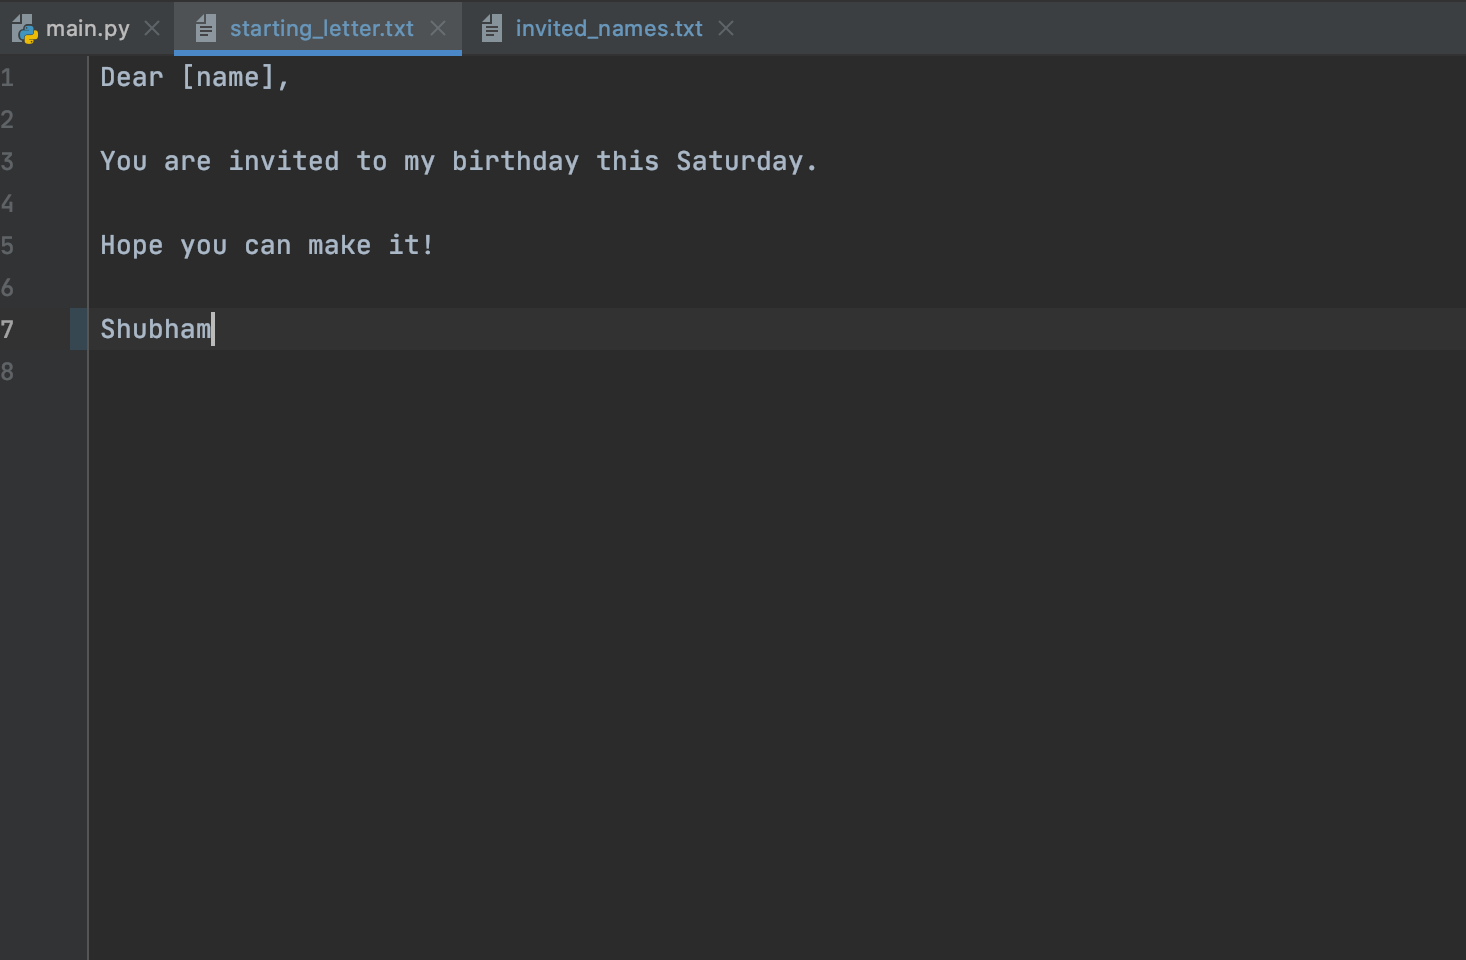 main.py starting_letter.txt invited_names.txt
1 Dear [name],
2
3 You are invited to my birthday this Saturday.
4
5 Hope you can make it!
6
7 Shubham
8